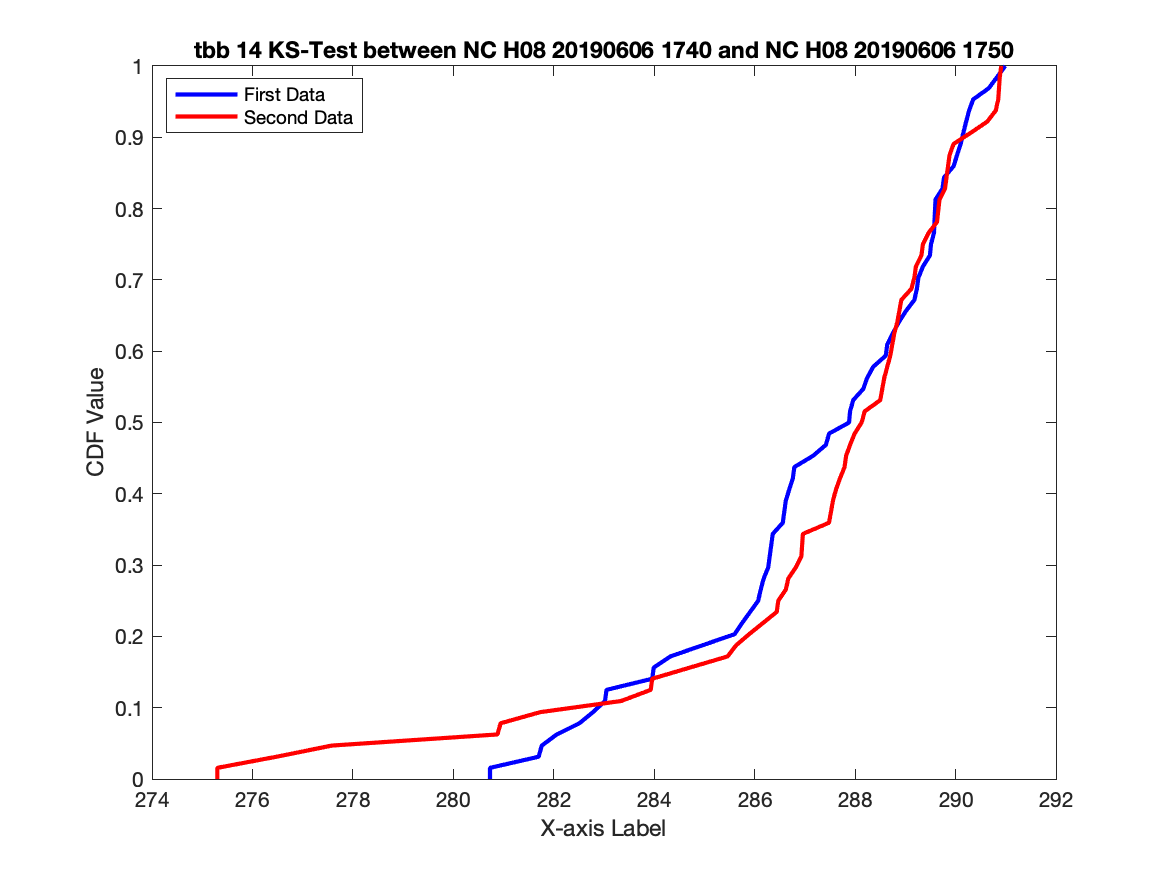 tbb 14 KS-Test between NC H08 20190606 1740 and NC H08 20190606 1750
First Data
Second Data
1
0.9
0.8
0.7
0.6
0.5
0.4
0.3
0.2
0.1
0
CDF Value
274 276 278 280 282 284 286 288 290 292
X-axis Label